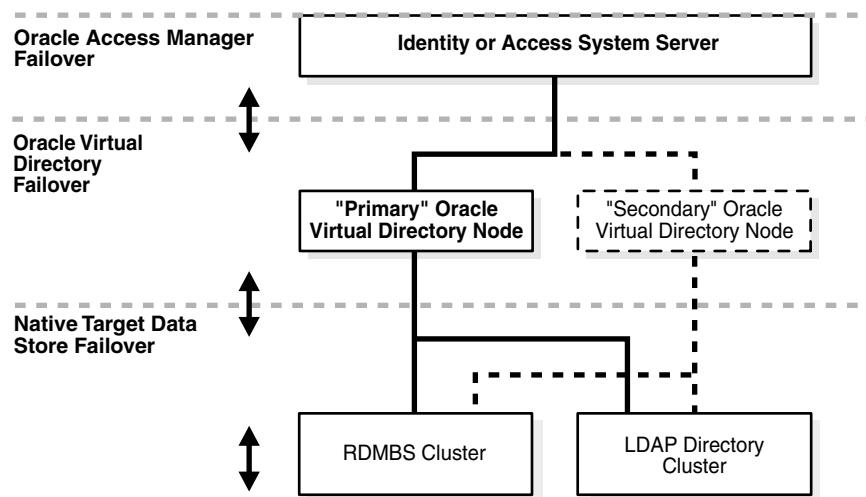 Oracle Access Manager
Failover
Identity or Access System Server
Oracle Virtual
Directory
Failover
"Primary" Oracle
Virtual Directory Node
"Secondary" Oracle
Virtual Directory Node
Native Target Data
Store Failover
RDMBS Cluster
LDAP Directory
Cluster